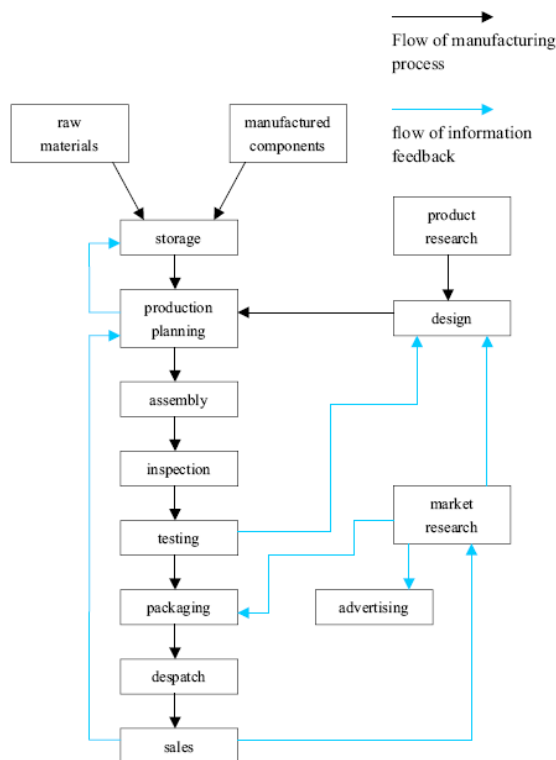 Flow of manufacturing
process
flow of information
feedback
raw
materials
manufactured
components
storage
product
research
production
planning
design
assembly
inspection
testing
market
research
packaging
advertising
despatch
sales